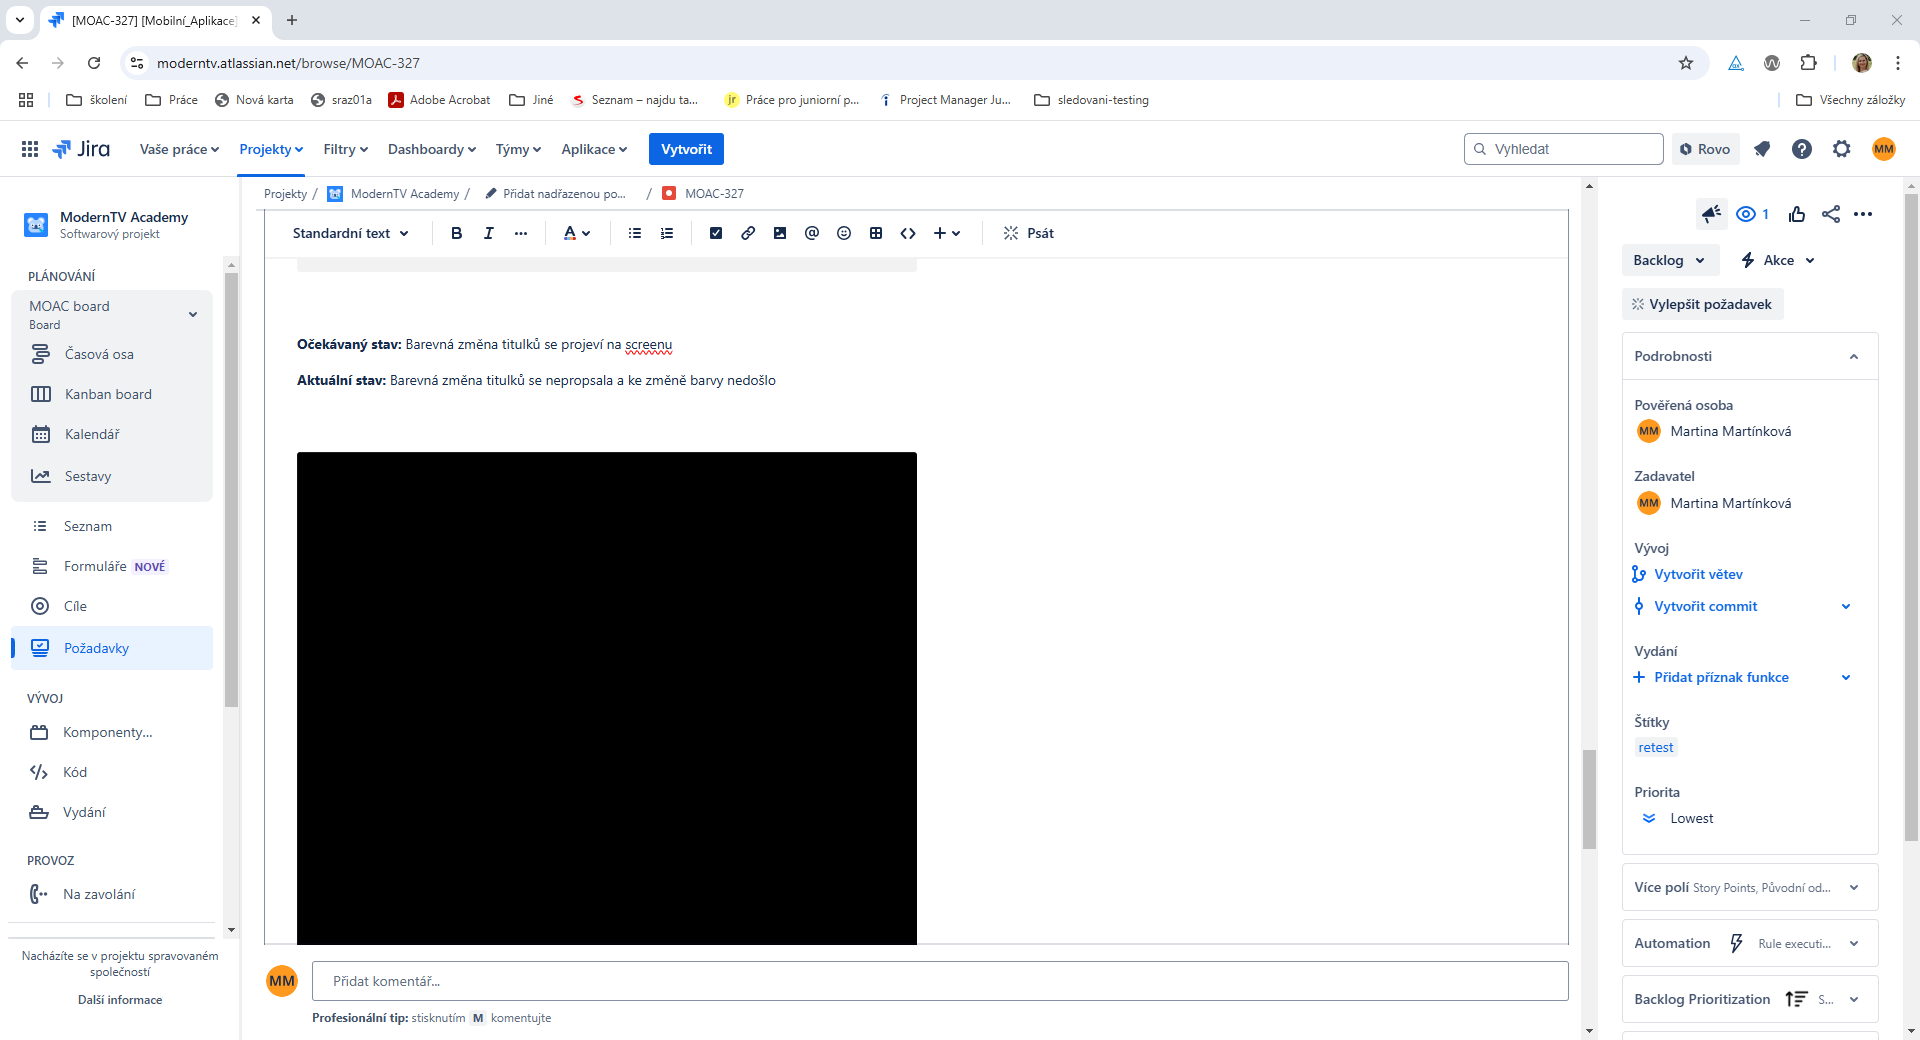 [MOAC-327] [Mobilní_Aplikace]
moderntv.atlassian.net/browse/MOAC-327
školení
Práce
Nová karta
sraz01a
Adobe Acrobat
Jiné
Seznam – najdu ta...
jr Práce pro juniorní p...
Project Manager Ju...
sledovani-testing
Všechny záložky
Jira
Vaše práce
Projekty
Filtry
Dashboardy
Týmy
Aplikace
Vytvořit
Vyhledat
Rovo
MM
ModernTV Academy
Softwarový projekt
PLÁNOVÁNÍ
MOAC board
Board
Časová osa
Kanban board
Kalendář
Sestavy
Seznam
Formuláře NOVÉ
Cíle
Požadavky
VÝVOJ
Komponenty...
Kód
Vydání
PROVOZ
Na zavolání
Nacházíte se v projektu spravovaném
společností
Další informace
Projekty / ModernTV Academy / Přidat nadřazenou po... / MOAC-327
Standardní text
B
I
A
Psát
Očekávaný stav: Barevná změna titulků se projeví na screenu
Aktuální stav: Barevná změna titulků se nepropsala a ke změně barvy nedošlo
MM
Přidat komentář...
Profesionální tip: stisknutím M komentujte
1
Backlog
Akce
Vylepšit požadavek
Podrobnosti
Pověřená osoba
MM Martina Martínková
Zadavatel
MM Martina Martínková
Vývoj
Vytvořit větev
Vytvořit commit
Vydání
Přidat příznak funkce
Štítky
retest
Priorita
Lowest
Více polí Story Points, Původní od...
Automation Rule executi...
Backlog Prioritization S...